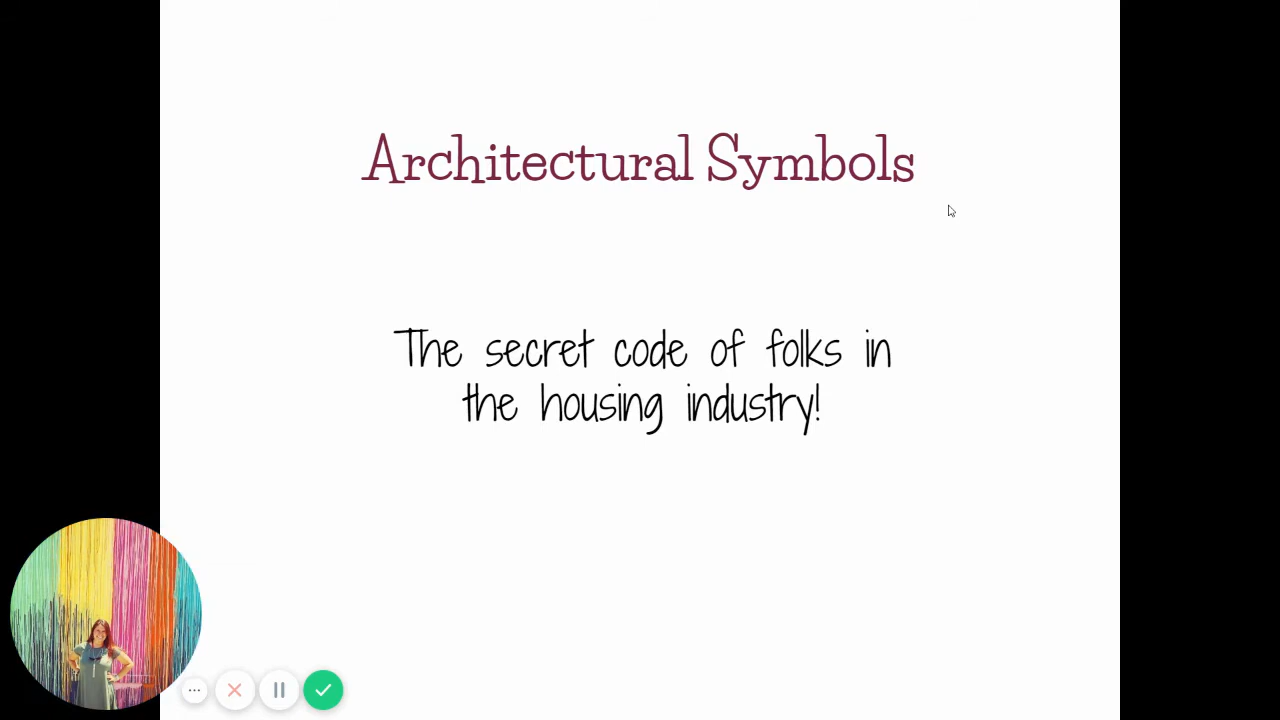 Architectural Symbols
The secret code of folks in
the housing industry!